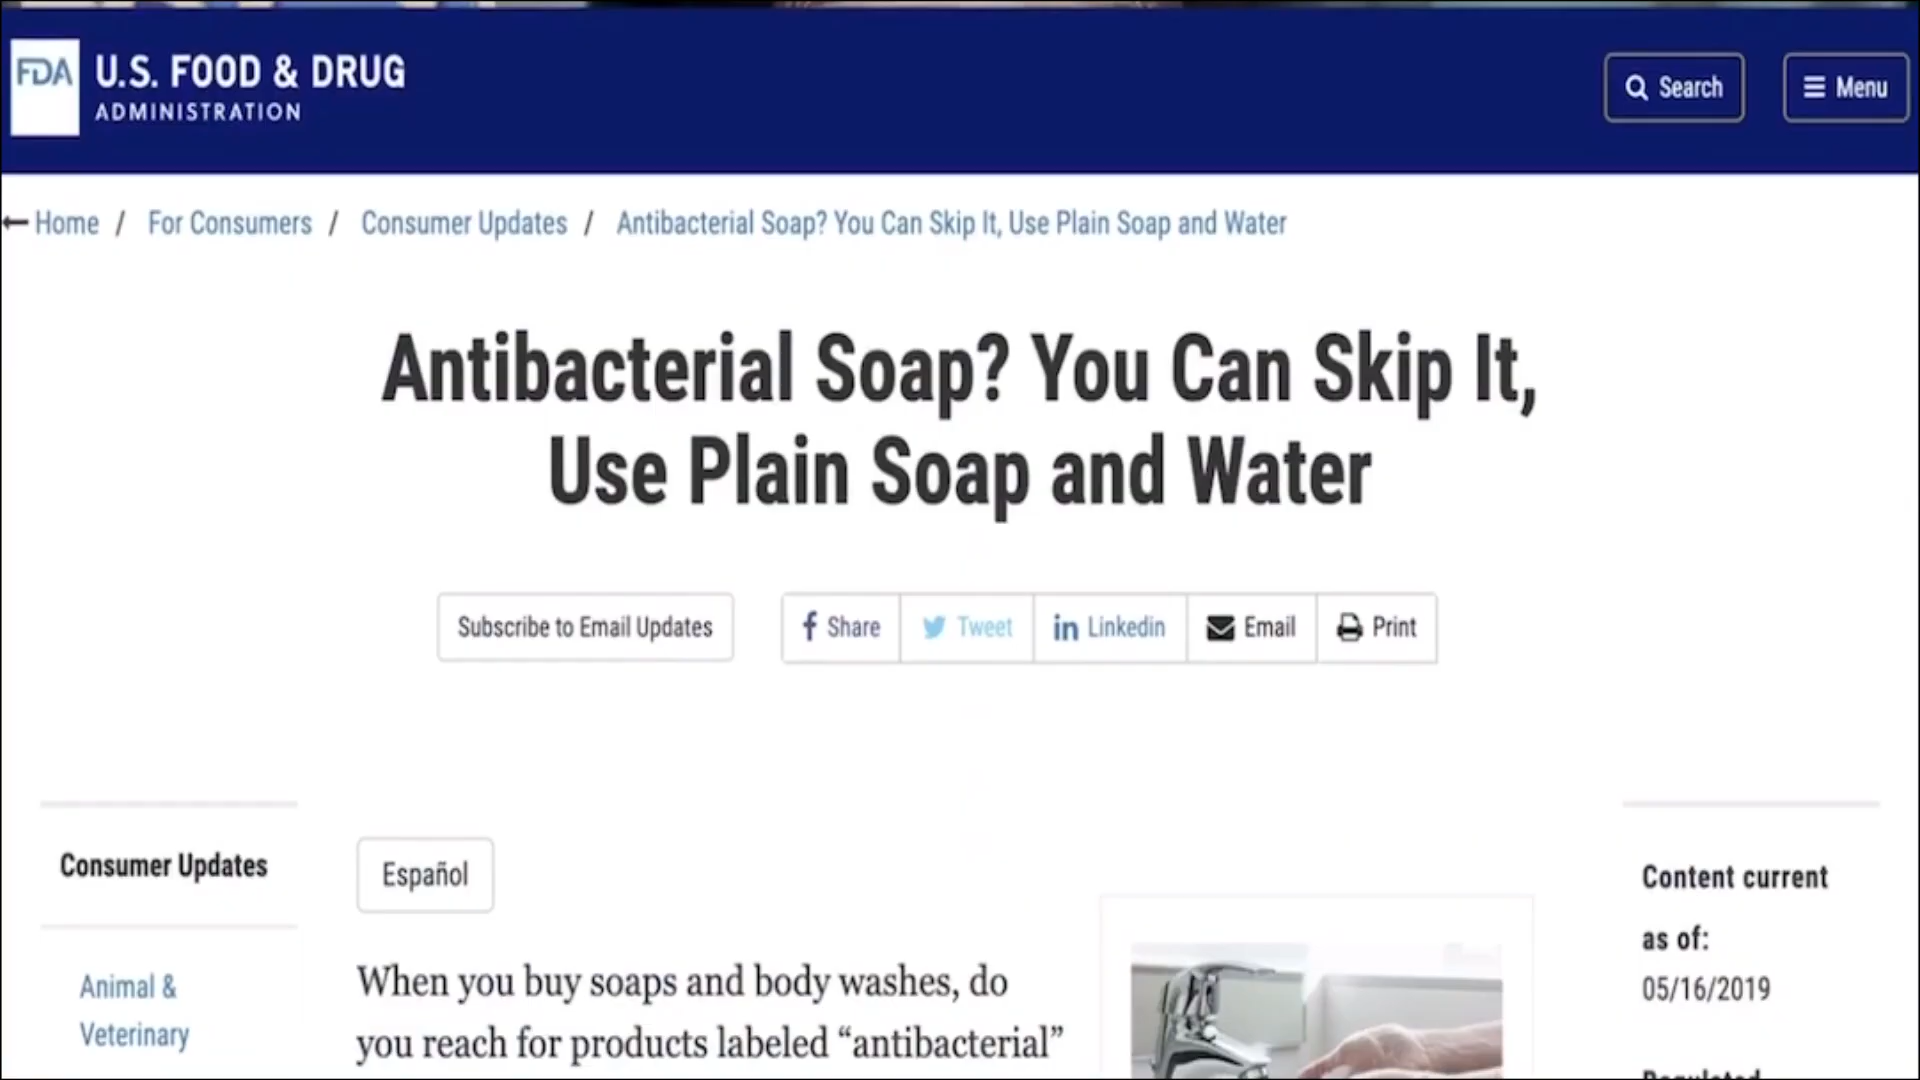 FDA
U.S. FOOD & DRUG
ADMINISTRATION
Search
Menu
Home / For Consumers / Consumer Updates / Antibacterial Soap? You Can Skip It, Use Plain Soap and Water
Antibacterial Soap? You Can Skip It,
Use Plain Soap and Water
Subscribe to Email Updates
Share
Tweet
in Linkedin
Email
Print
Consumer Updates
Animal &
Veterinary
Español
When you buy soaps and body washes, do
you reach for products labeled “antibacterial”
Content current
as of:
05/16/2019
Regulated